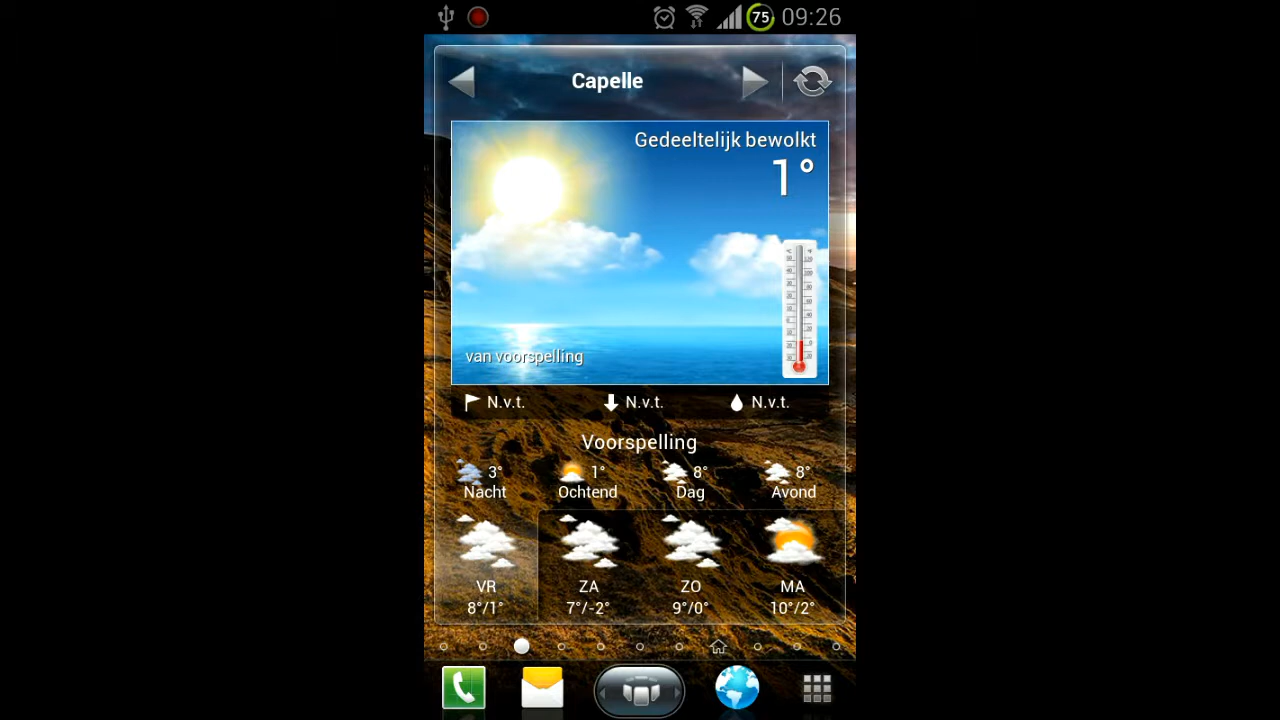 75 09:26
Capelle
Gedeeltelijk bewolkt
1°
van voorspelling
N.v.t. N.v.t. N.v.t.
Voorspelling
3° 1° 8° 8°
Nacht Ochtend Dag Avond
VR ZA ZO MA
8°/1° 7°/-2° 9°/0° 10°/2°